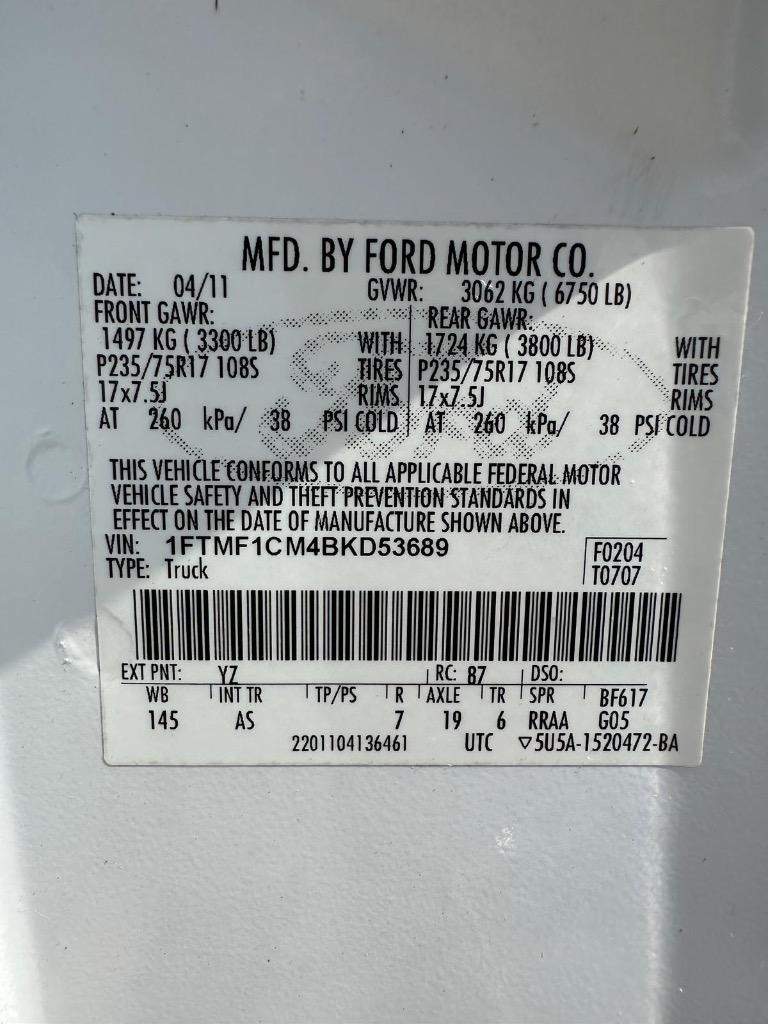 MFD. BY FORD MOTOR CO.
DATE: 04/11 GVWR: 3062 KG ( 6750 LB)
FRONT GAWR: REAR GAWR:
1497 KG ( 3300 LB) WITH 1724 KG ( 3800 LB) WITH
P235/75R17 108S TIRES P235/75R17 108S TIRES
17x7.5J RIMS 17x7.5J RIMS
AT 260 kPa/ 38 PSI COLD AT 260 kPa/ 38 PSI COLD
THIS VEHICLE CONFORMS TO ALL APPLICABLE FEDERAL MOTOR
VEHICLE SAFETY AND THEFT PREVENTION STANDARDS IN
EFFECT ON THE DATE OF MANUFACTURE SHOWN ABOVE.
VIN: 1FTMF1CM4BKD53689 F0204
TYPE: Truck T0707
EXT PNT: YZ RC: 87 DSO:
WB INT TR TP/PS R AXLE TR SPR BF617
145 AS 7 19 6 RRAA G05
2201104136461 UTC ▽5U5A-1520472-BA